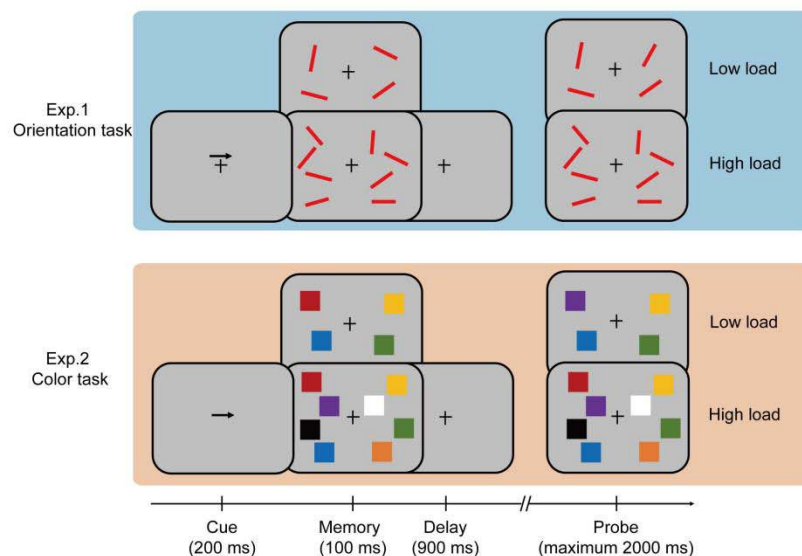 Exp.1
Orientation task
Low load
High load
Exp.2
Color task
Low load
High load
Cue
(200 ms)
Memory
(100 ms)
Delay
(900 ms)
Probe
(maximum 2000 ms)